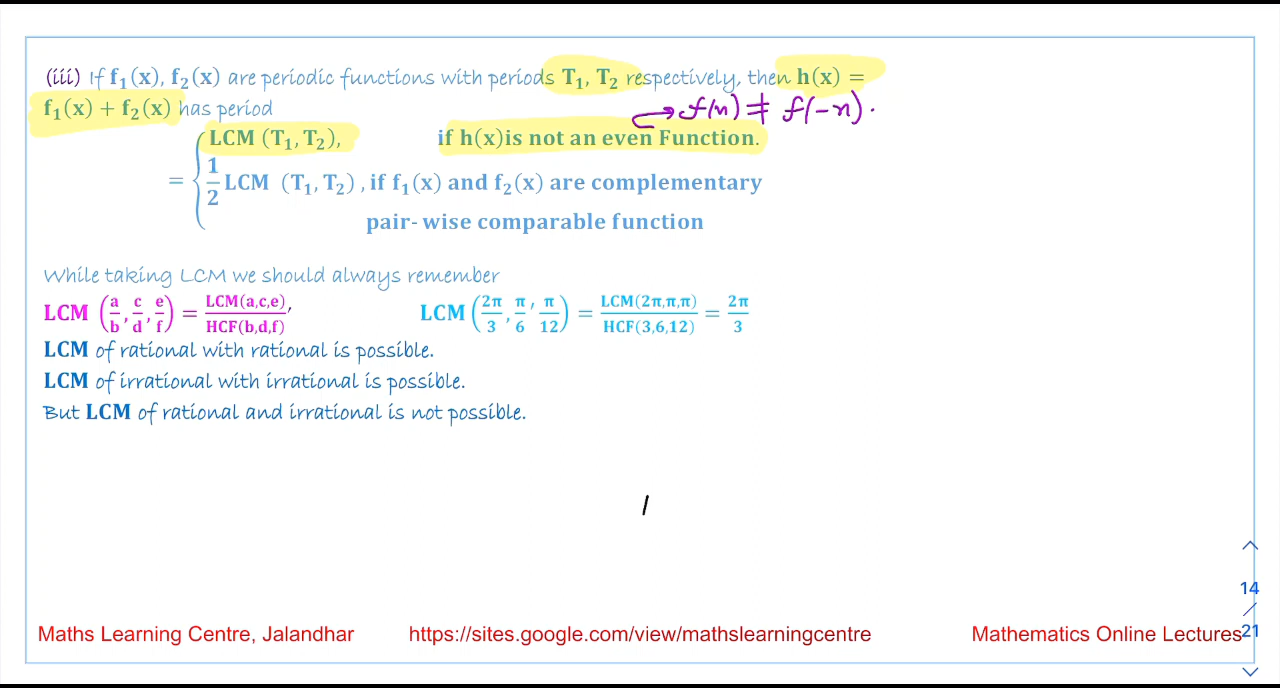 (iii) If f₁(x), f₂(x) are periodic functions with periods T₁, T₂ respectively, then h(x) =
f₁(x) + f₂(x) has period
f(x) ≠ f(-x).
= { LCM (T₁, T₂), if h(x)is not an even Function.
1/2 LCM (T₁, T₂) , if f₁(x) and f₂(x) are complementary
pair- wise comparable function
While taking LCM we should always remember
LCM (a/b, c/d, e/f) = LCM(a,c,e)/HCF(b,d,f), LCM (2π/3, π/6, π/12) = LCM(2π,π,π)/HCF(3,6,12) = 2π/3
LCM of rational with rational is possible.
LCM of irrational with irrational is possible.
But LCM of rational and irrational is not possible.
14
/
21
Maths Learning Centre, Jalandhar https://sites.google.com/view/mathslearningcentre Mathematics Online Lectures